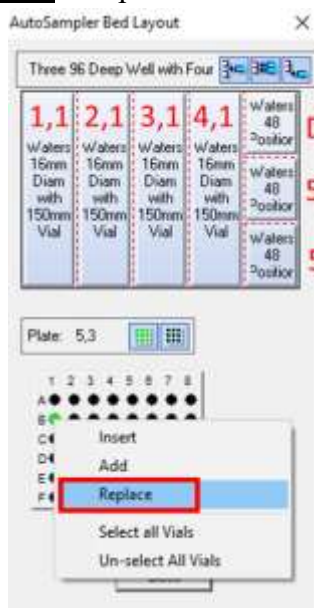 AutoSampler Bed Layout
Three 96 Deep Well with Four
1,1 2,1 3,1 4,1
Waters 16mm Diam with 150mm Vial
Waters 16mm Diam with 150mm Vial
Waters 16mm Diam with 150mm Vial
Waters 16mm Diam with 150mm Vial
Waters 48 Position
Waters 48 Position
Waters 48 Position
Plate: 5,3
1 2 3 4 5 6 7 8
A
B
C
D
E
F
Insert
Add
Replace
Select all Vials
Un-select All Vials